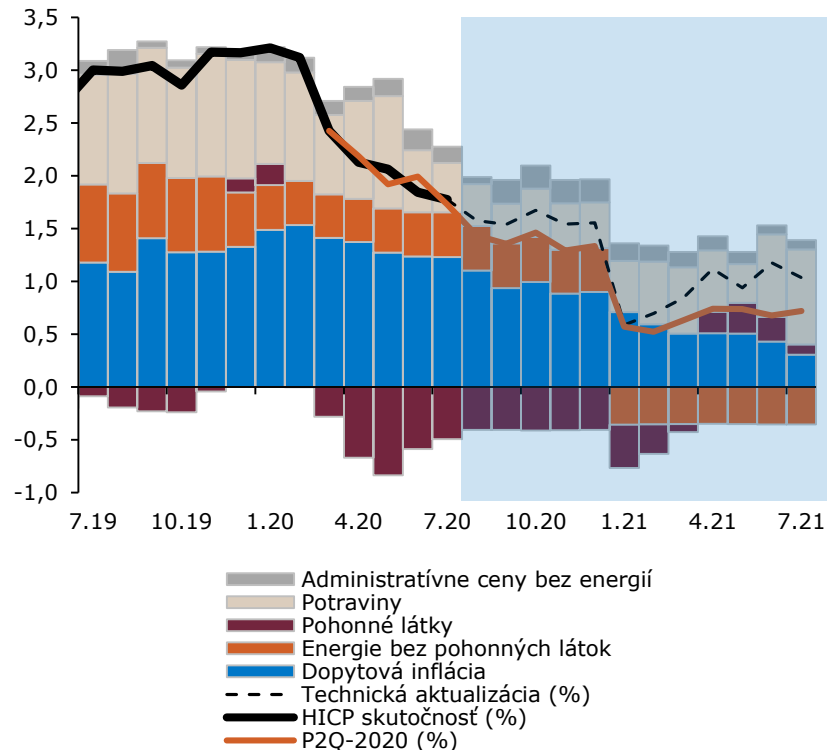 3,5
3,0
2,5
2,0
1,5
1,0
0,5
0,0
-0,5
-1,0
7.19 10.19 1.20 4.20 7.20 10.20 1.21 4.21 7.21
Administratívne ceny bez energií
Potraviny
Pohonné látky
Energie bez pohonných látok
Dopytová inflácia
Technická aktualizácia (%)
HICP skutočnosť (%)
P2Q-2020 (%)